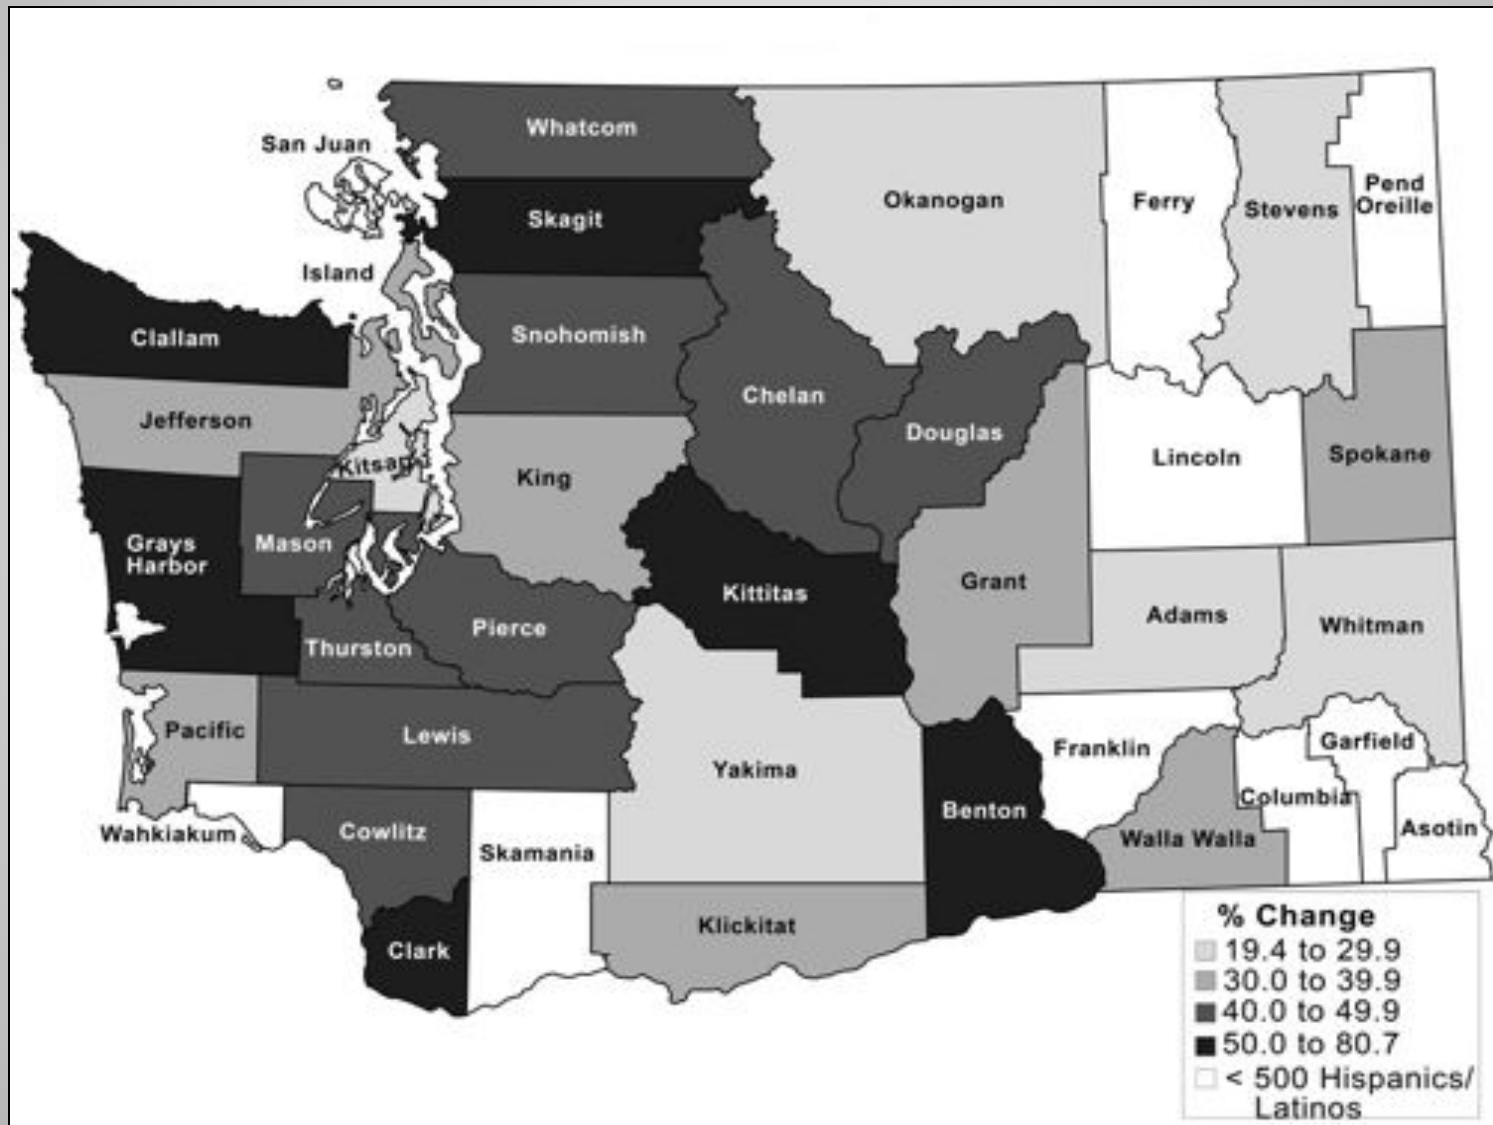 Whatcom
San Juan
Skagit
Okanogan
Ferry
Stevens
Pend
Oreille
Island
Clallam
Snohomish
Chelan
Jefferson
Douglas
Kitsap
King
Lincoln
Spokane
Grays
Harbor
Mason
Kittitas
Grant
Adams
Whitman
Thurston
Pierce
Pacific
Lewis
Yakima
Franklin
Garfield
Benton
Columbia
Wahkiakum
Cowlitz
Skamania
Walla Walla
Asotin
Clark
Klickitat
% Change
19.4 to 29.9
30.0 to 39.9
40.0 to 49.9
50.0 to 80.7
< 500 Hispanics/
Latinos